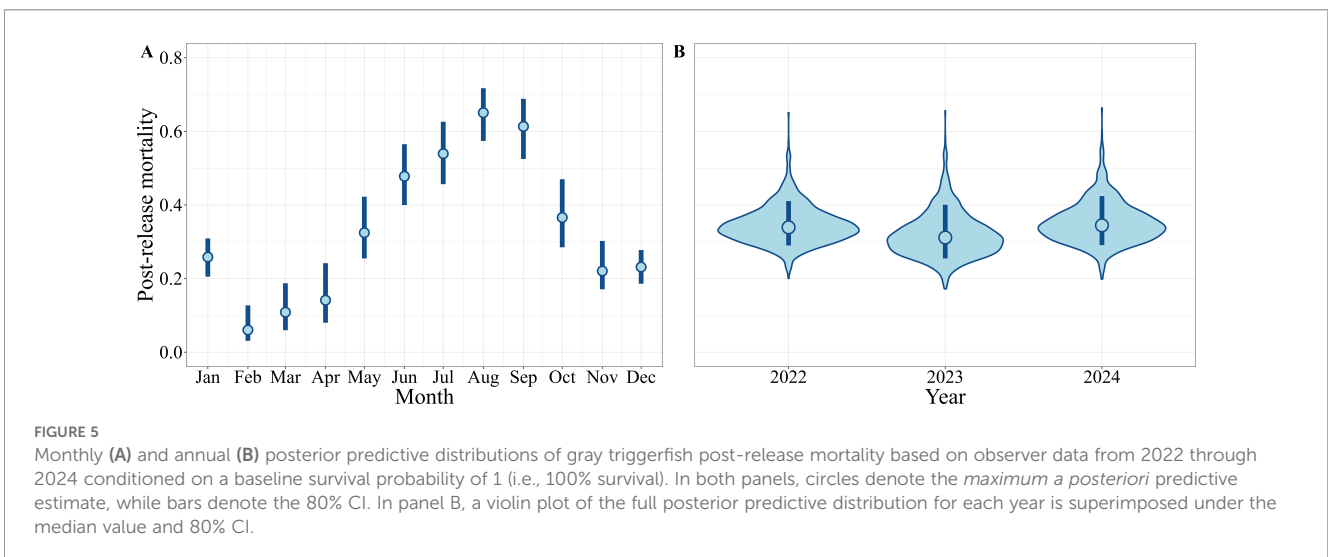 A
B
0.8
0.6
0.4
0.2
0.0
Post-release mortality
Jan Feb Mar Apr May Jun Jul Aug Sep Oct Nov Dec
Month
2022 2023 2024
Year
FIGURE 5
Monthly (A) and annual (B) posterior predictive distributions of gray triggerfish post-release mortality based on observer data from 2022 through
2024 conditioned on a baseline survival probability of 1 (i.e., 100% survival). In both panels, circles denote the maximum a posteriori predictive
estimate, while bars denote the 80% CI. In panel B, a violin plot of the full posterior predictive distribution for each year is superimposed under the
median value and 80% CI.